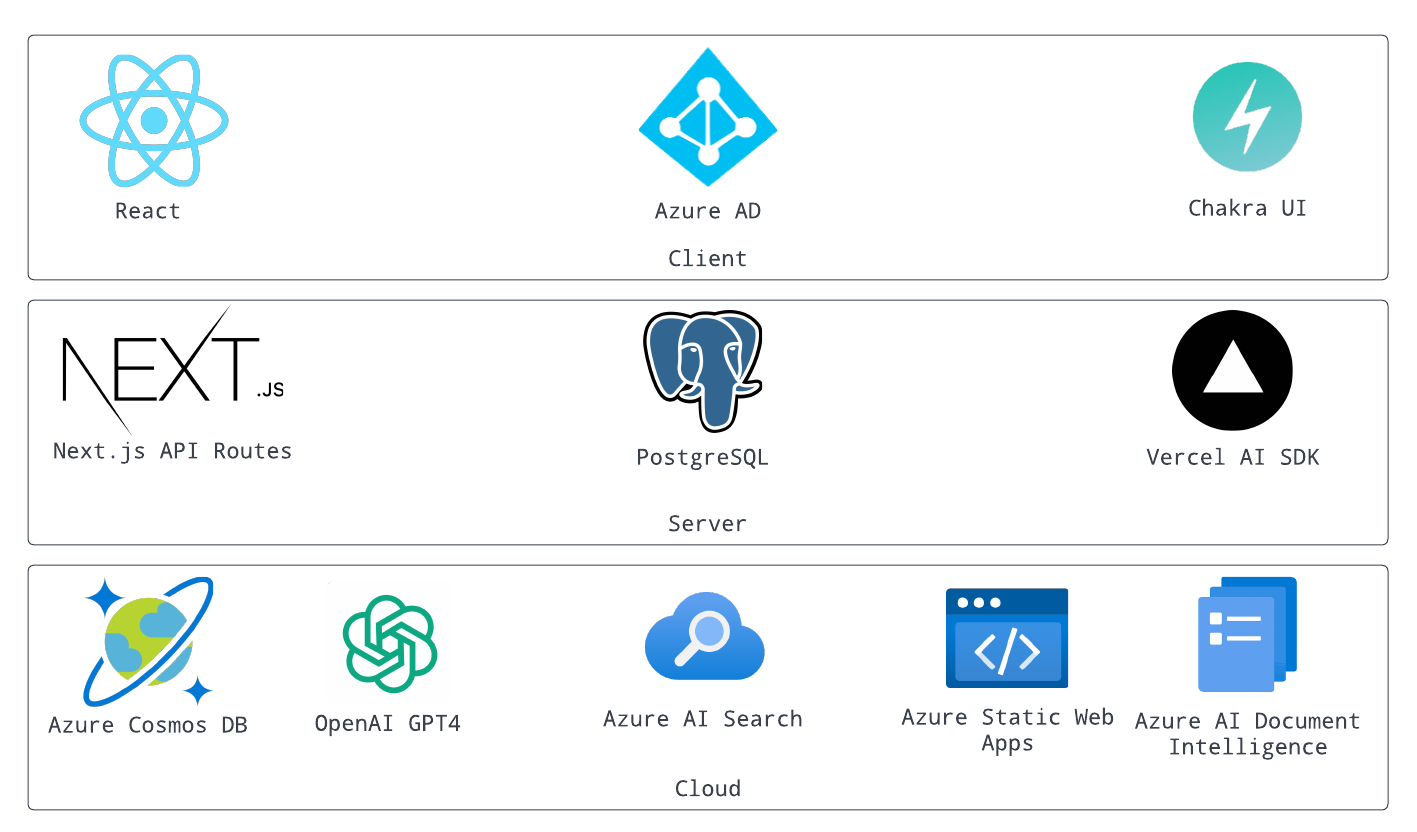 React
Azure AD
Chakra UI
Client
NEXT.JS
Next.js API Routes
PostgreSQL
Vercel AI SDK
Server
Azure Cosmos DB
OpenAI GPT4
Azure AI Search
Azure Static Web
Apps
Azure AI Document
Intelligence
Cloud